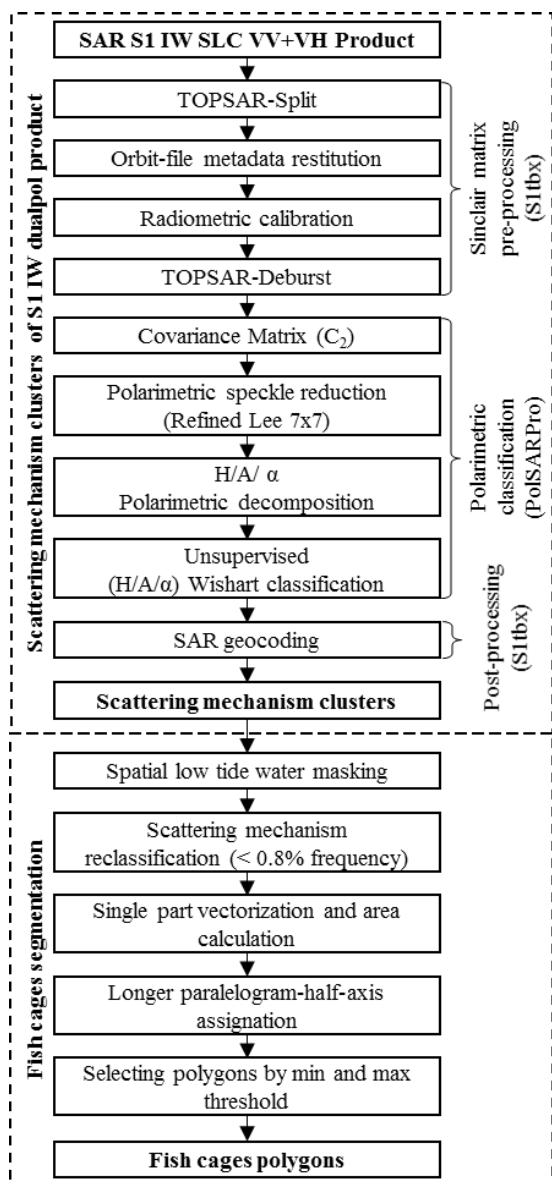 SAR S1 IW SLC VV+VH Product
TOPSAR-Split
Orbit-file metadata restitution
Radiometric calibration
TOPSAR-Deburst
Sinclair matrix
pre-processing
(S1tbx)
Covariance Matrix (C₂)
Polarimetric speckle reduction
(Refined Lee 7x7)
H/A/ α
Polarimetric decomposition
Unsupervised
(H/A/α) Wishart classification
Polarimetric
classification
(PolSARPro)
SAR geocoding
Post-processing
(S1tbx)
Scattering mechanism clusters
Scattering mechanism clusters of S1 IW dualpol product
Spatial low tide water masking
Scattering mechanism
reclassification (< 0.8% frequency)
Single part vectorization and area
calculation
Longer paralelogram-half-axis
assignation
Selecting polygons by min and max
threshold
Fish cages polygons
Fish cages segmentation